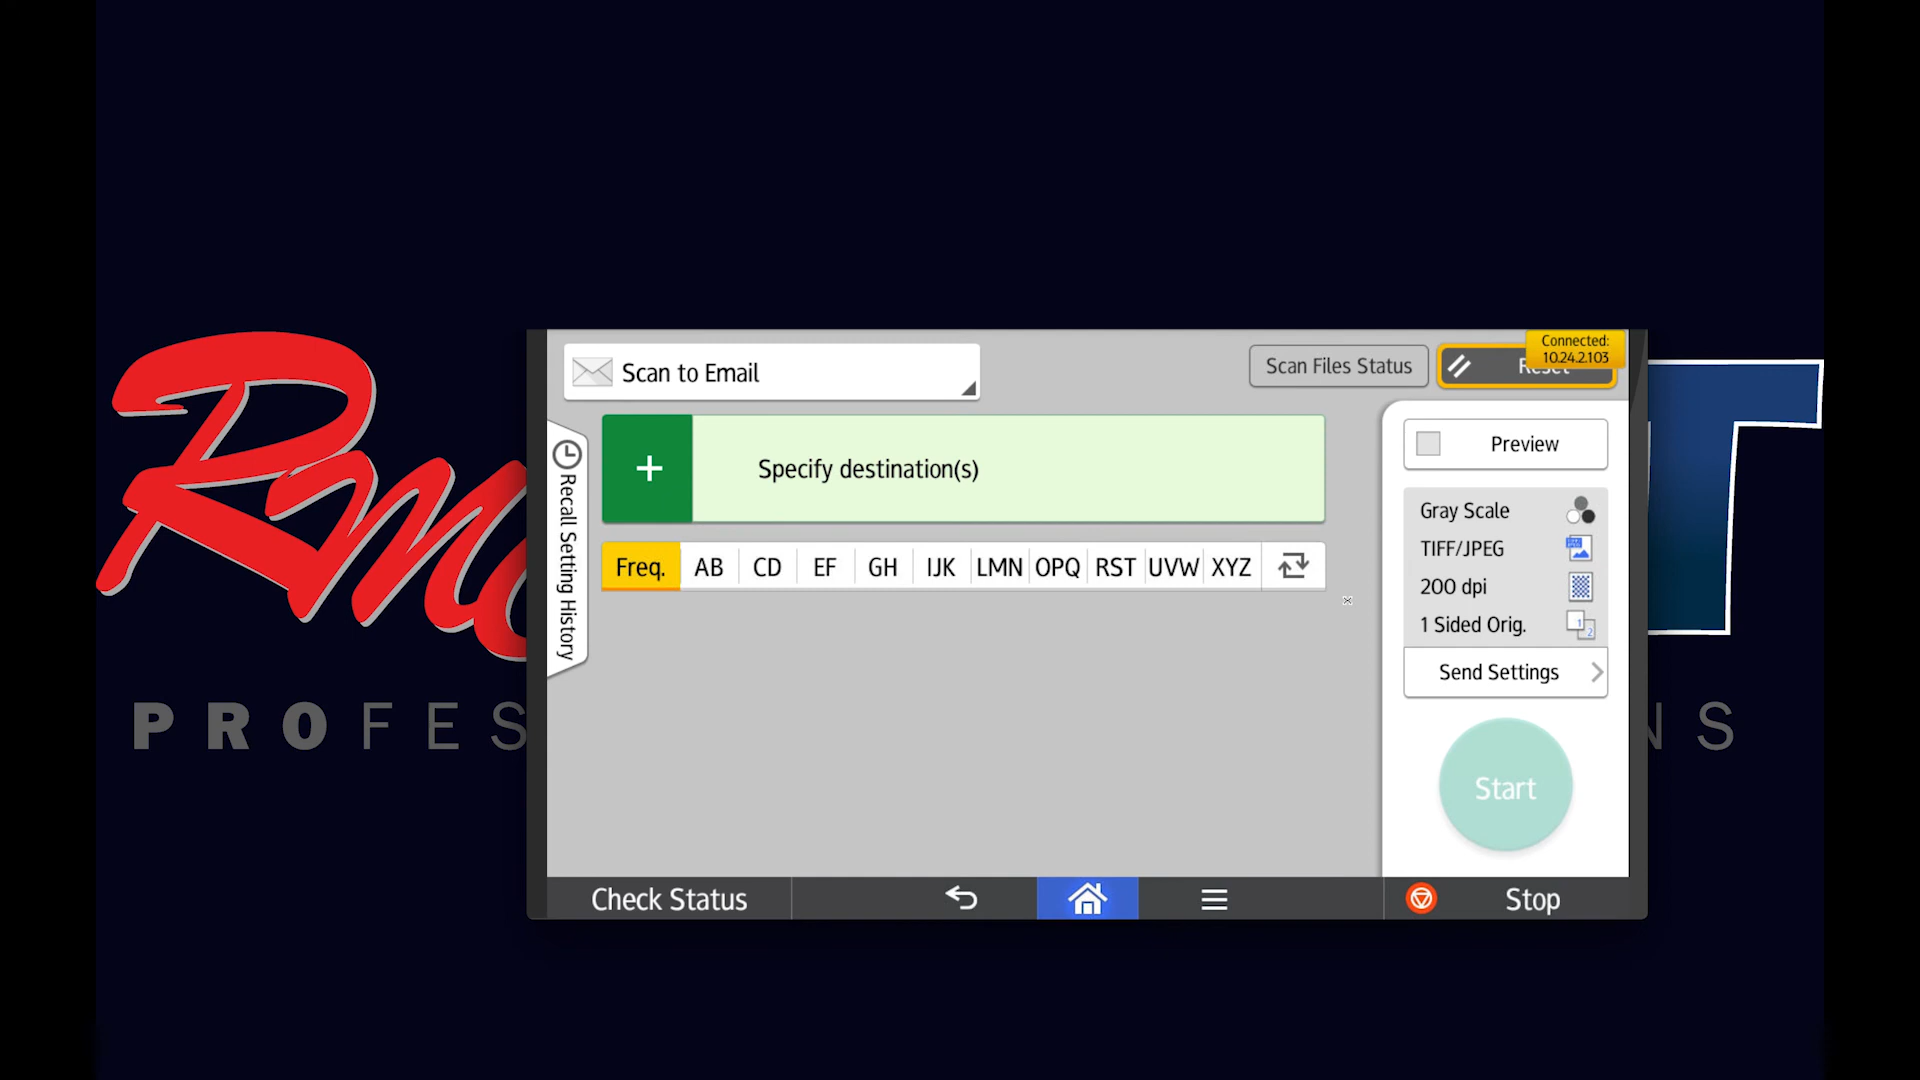 Connected:
10.24.2.103
Scan to Email
Scan Files Status
Reset
Specify destination(s)
Preview
Recall Setting History
Freq. AB CD EF GH IJK LMN OPQ RST UVW XYZ
Gray Scale
TIFF/JPEG
200 dpi
1 Sided Orig.
Send Settings
Start
PROFES
NS
Check Status
Stop